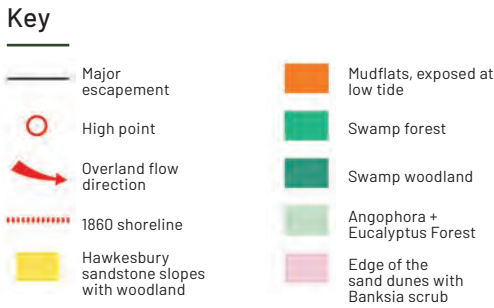 Key
Major
escapement
High point
Overland flow
direction
1860 shoreline
Hawkesbury
sandstone slopes
with woodland
Mudflats, exposed at
low tide
Swamp forest
Swamp woodland
Angophora +
Eucalyptus Forest
Edge of the
sand dunes with
Banksia scrub